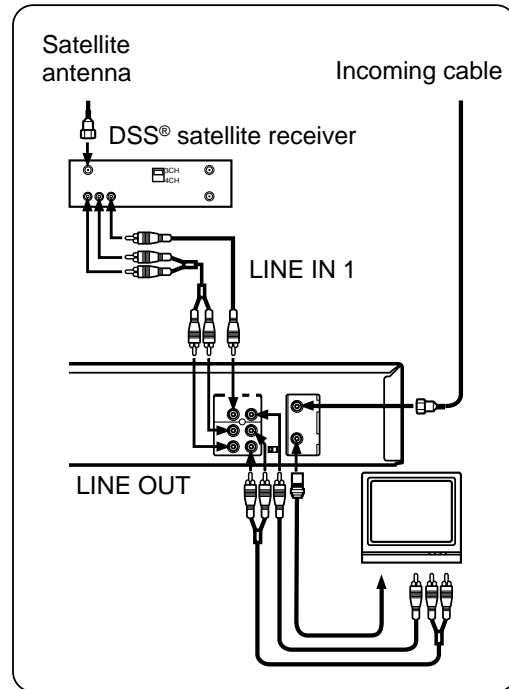 Satellite
antenna
Incoming cable
DSS® satellite receiver
3CH
4CH
LINE IN 1
LINE OUT